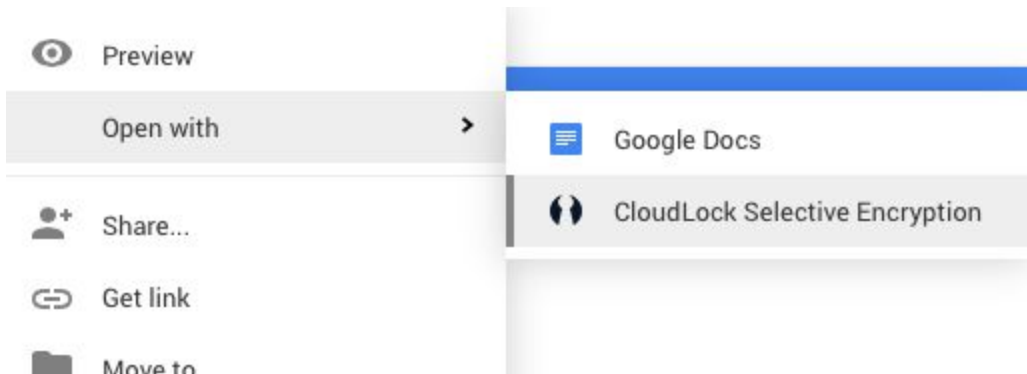 Preview
Open with
Share...
Get link
Move to
Google Docs
CloudLock Selective Encryption